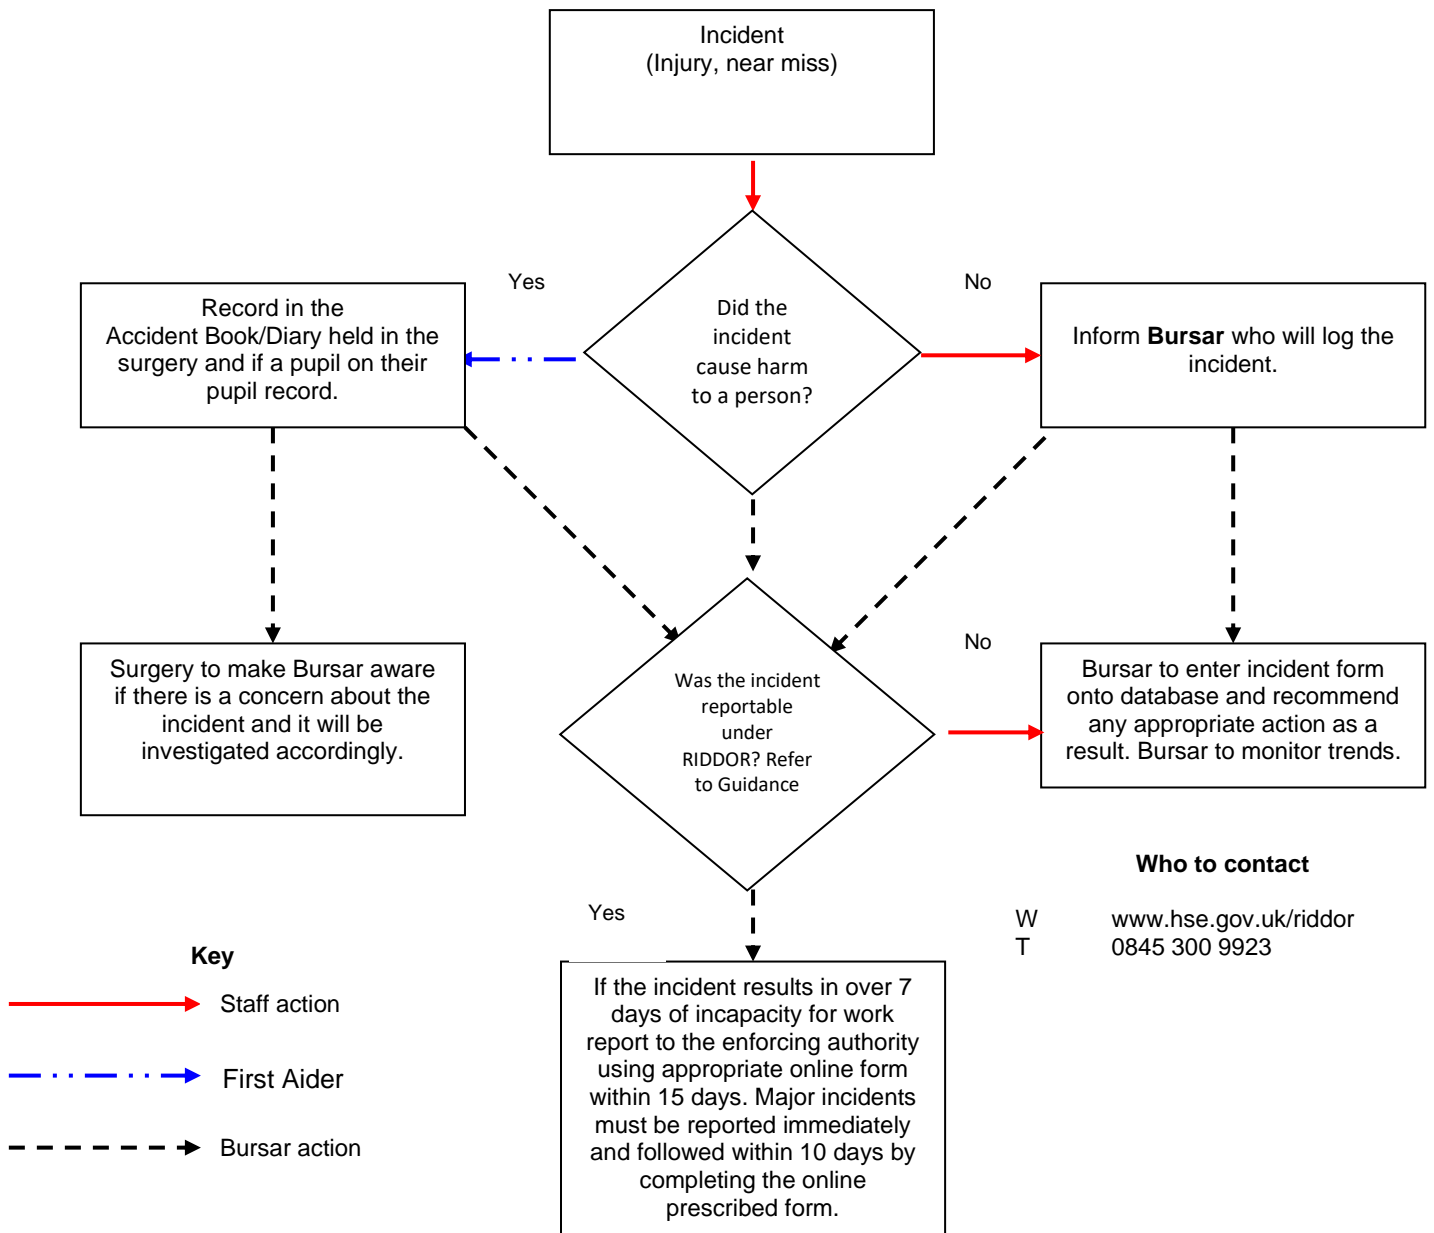 Incident
(Injury, near miss)
Yes
No
Record in the
Accident Book/Diary held in the
surgery and if a pupil on their
pupil record.
Did the
incident
cause harm
to a person?
Inform Bursar who will log the
incident.
Surgery to make Bursar aware
if there is a concern about the
incident and it will be
investigated accordingly.
Was the incident
reportable
under
RIDDOR? Refer
to Guidance
No
Bursar to enter incident form
onto database and recommend
any appropriate action as a
result. Bursar to monitor trends.
Who to contact
W www.hse.gov.uk/riddor
T 0845 300 9923
Yes
Key
Staff action
First Aider
Bursar action
If the incident results in over 7
days of incapacity for work
report to the enforcing authority
using appropriate online form
within 15 days. Major incidents
must be reported immediately
and followed within 10 days by
completing the online
prescribed form.